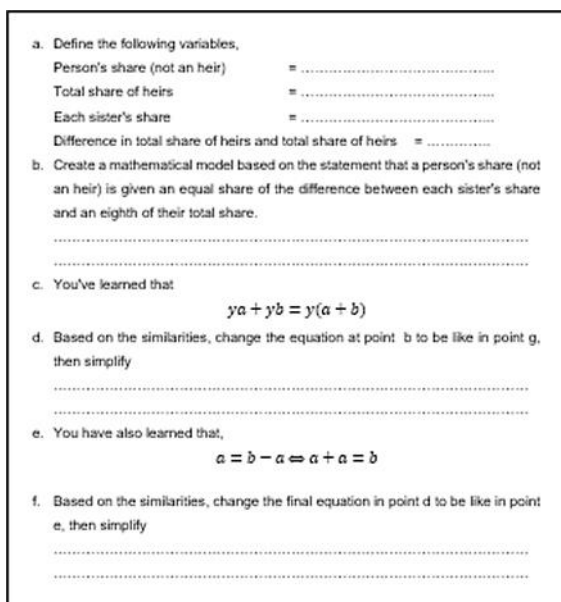 a. Define the following variables,
Person's share (not an heir) = ..........................................
Total share of heirs = ..........................................
Each sister's share = ..........................................
Difference in total share of heirs and total share of heirs = ..............
b. Create a mathematical model based on the statement that a person's share (not
an heir) is given an equal share of the difference between each sister's share
and an eighth of their total share.
....................................................................................................
....................................................................................................
c. You've learned that
ya + yb = y(a + b)
d. Based on the similarities, change the equation at point b to be like in point g,
then simplify
....................................................................................................
....................................................................................................
e. You have also learned that,
a = b − a ⇔ a + a = b
f. Based on the similarities, change the final equation in point d to be like in point
e, then simplify
....................................................................................................
....................................................................................................